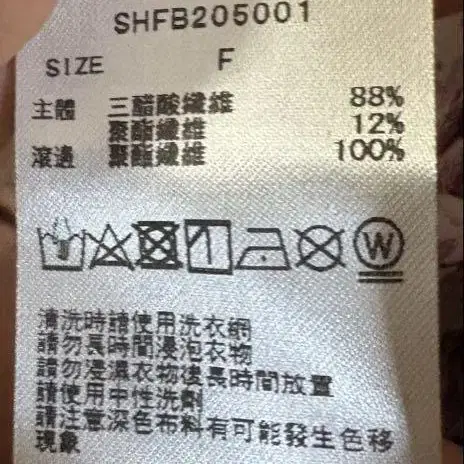 SHFB205001
SIZE F
主體 三醋酸纖維 88%
聚酯纖維 12%
滾邊 聚酯纖維 100%
W
清洗時請使用洗衣網
請勿長時間浸泡衣物
請勿浸濕衣物後長時間放置
請使用中性洗劑
請注意深色布料有可能發生色移
現象